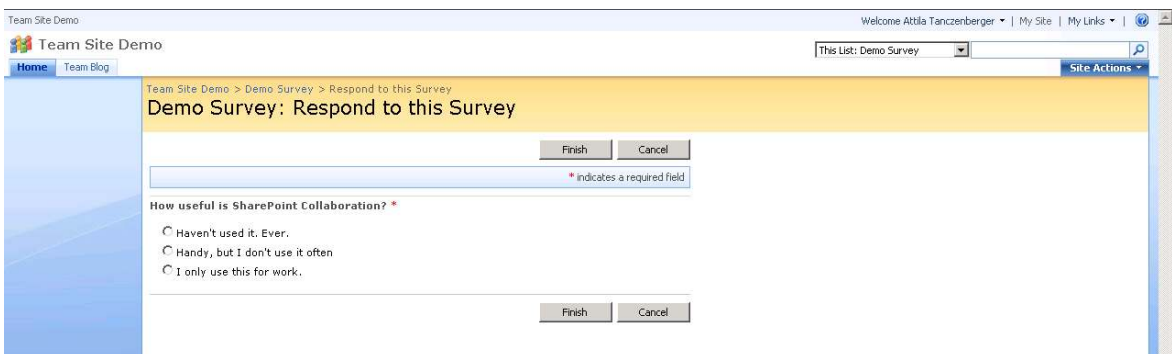 Team Site Demo
Welcome Attila Tanczenberger | My Site | My Links |
Team Site Demo
This List: Demo Survey
Home Team Blog
Site Actions
Team Site Demo > Demo Survey > Respond to this Survey
Demo Survey: Respond to this Survey
Finish Cancel
* indicates a required field
How useful is SharePoint Collaboration? *
Haven't used it. Ever.
Handy, but I don't use it often
I only use this for work.
Finish Cancel